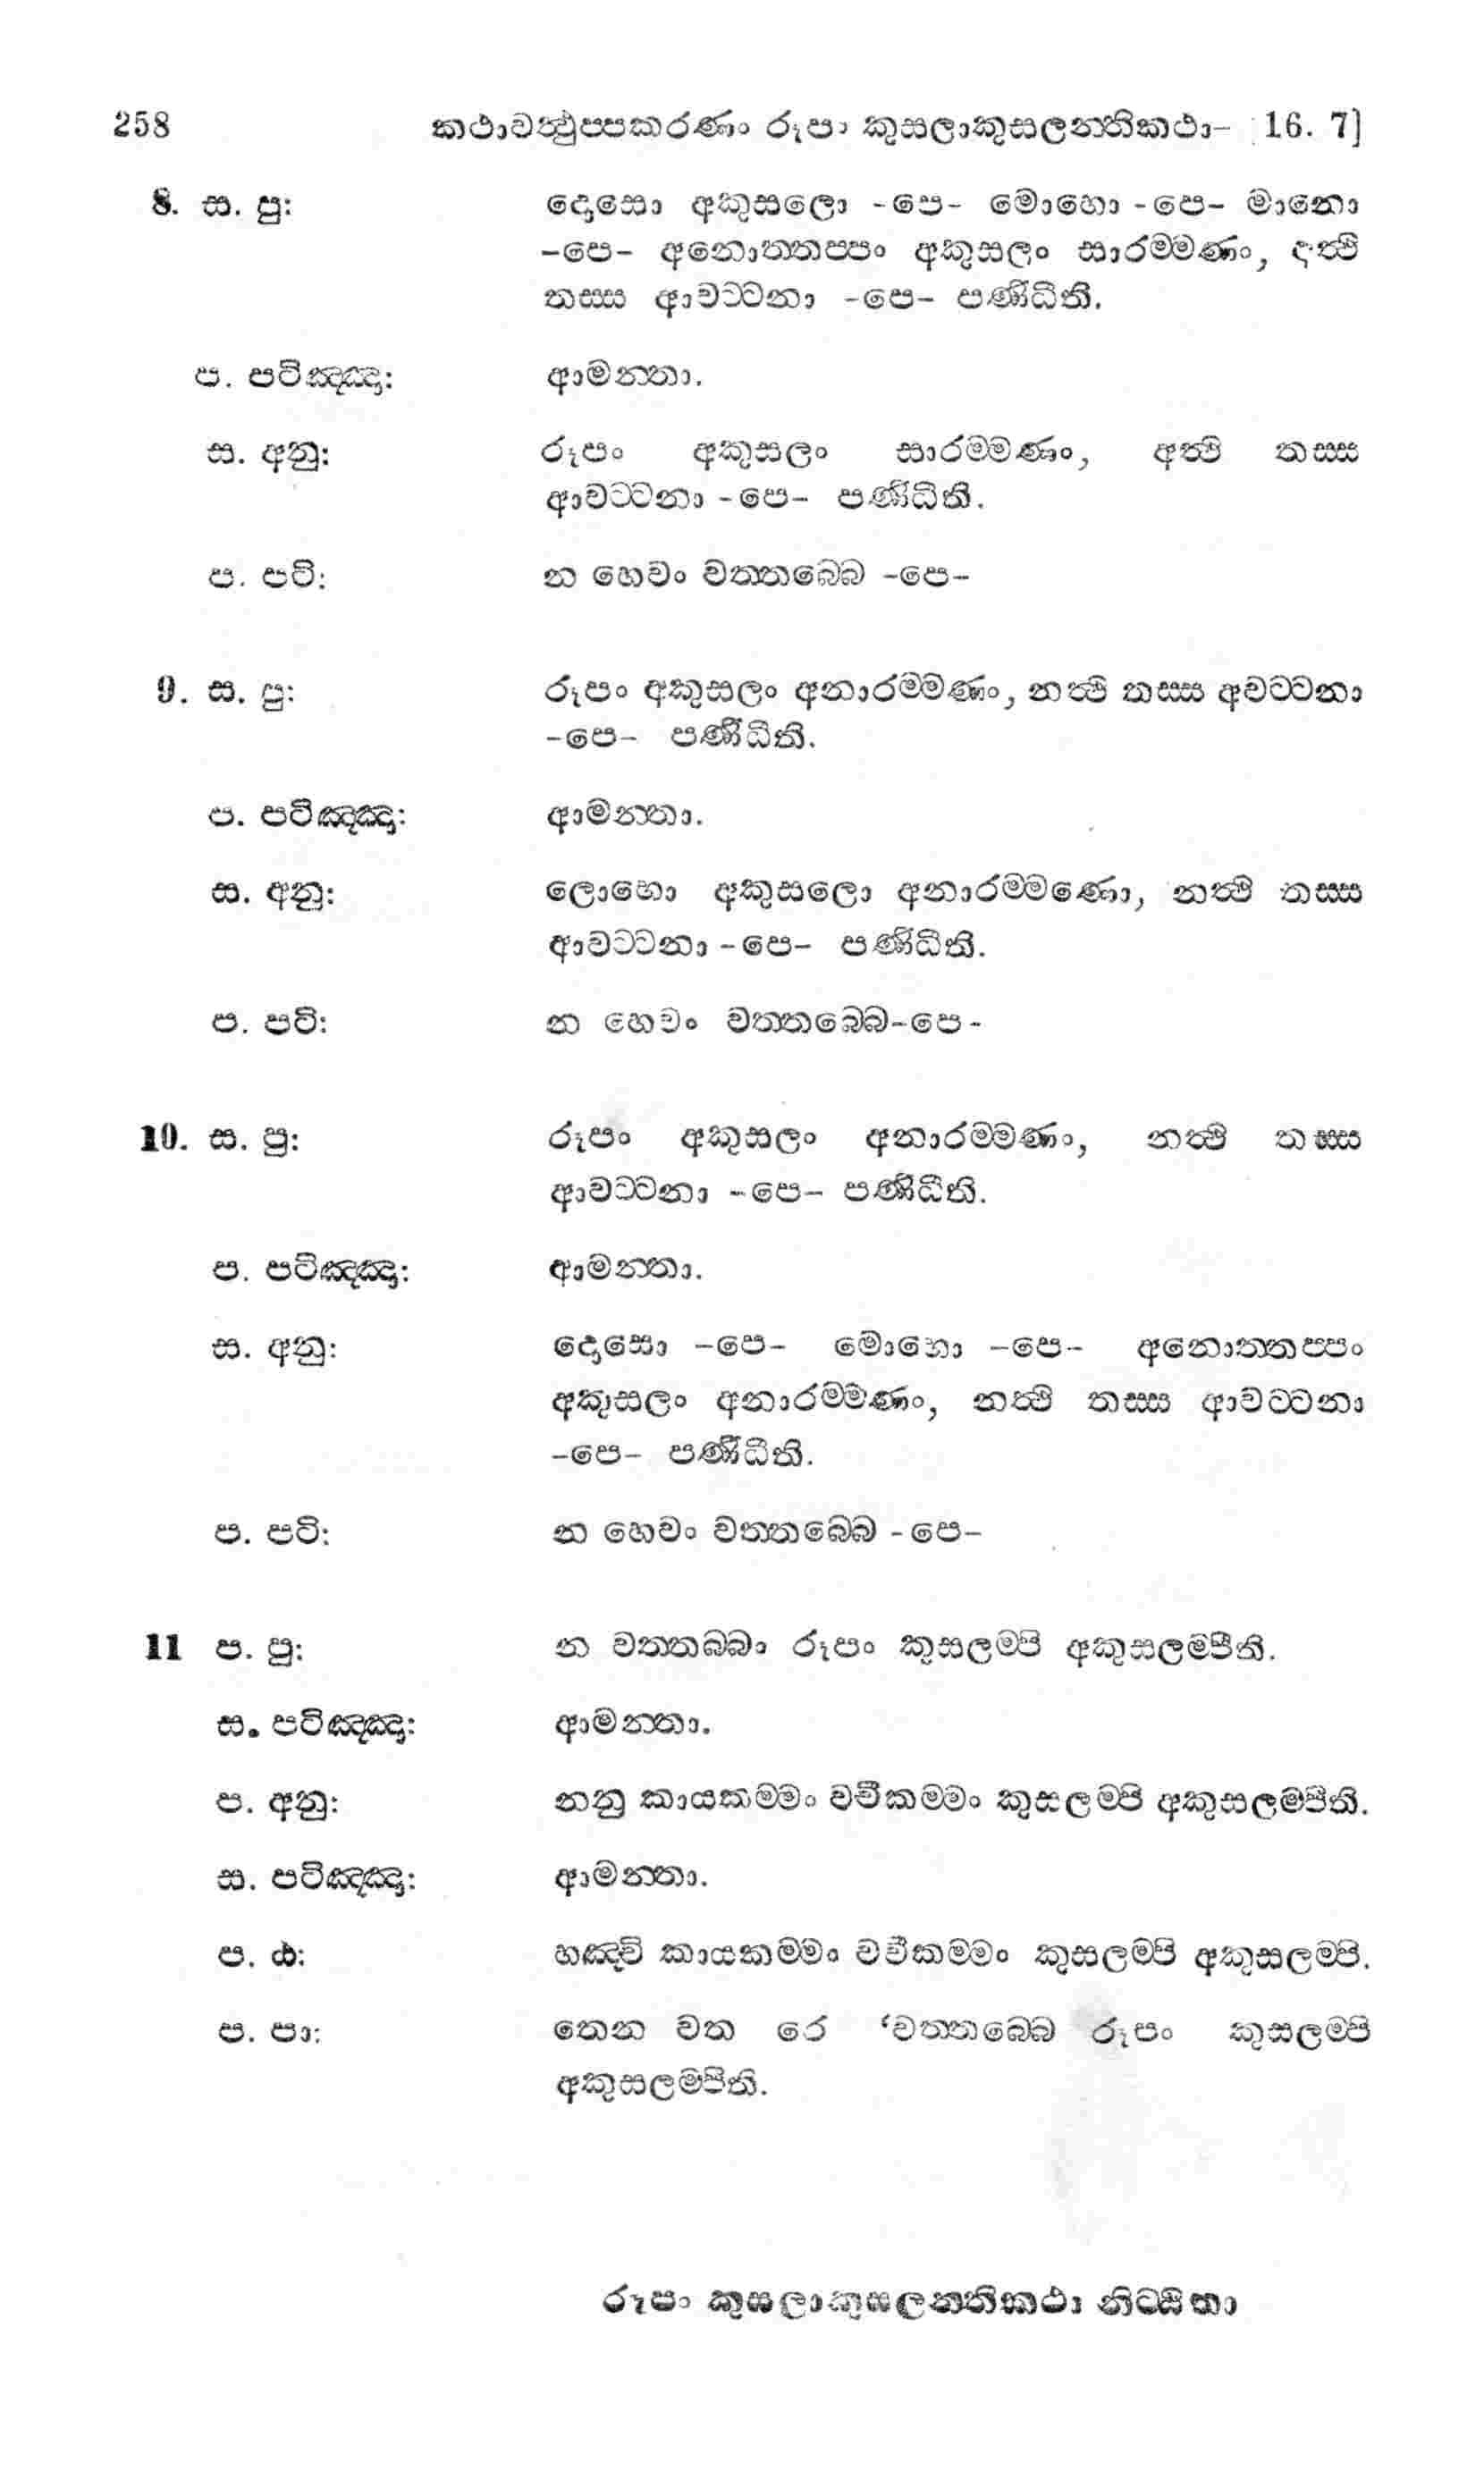 258 කථාවත්‍ථුප්පකරණං රූපං කුසලාකුසලන්තිකථා– [16. 7]
8. ස. පු: දොසො අකුසලො -පෙ- මොහො -පෙ- මානො
-පෙ- අනොත්තප්පං අකුසලං සාරම්මණං, අත්‍ථි
තස්ස ආවට්ටනා -පෙ- පණිධීති.
ප. පටිඤ්ඤා: ආමන්තා.
ස. අනු: රූපං අකුසලං සාරම්මණං, අත්‍ථි තස්ස
ආවට්ටනා -පෙ- පණිධීති.
ප. පටි: න හෙවං වත්තබ්බෙ -පෙ-
9. ස. පු: රූපං අකුසලං අනාරම්මණං, නත්‍ථි තස්ස අවට්ටනා
-පෙ- පණිධීති.
ප. පටිඤ්ඤා: ආමන්තා.
ස. අනු: ලොභො අකුසලො අනාරම්මණො, නත්‍ථි තස්ස
ආවට්ටනා -පෙ- පණිධීති.
ප. පටි: න හෙවං වත්තබ්බෙ-පෙ-
10. ස. පු: රූපං අකුසලං අනාරම්මණං, නත්‍ථි තස්ස
ආවට්ටනා -පෙ- පණිධීති.
ප. පටිඤ්ඤා: ආමන්තා.
ස. අනු: දොසො -පෙ- මොහො -පෙ- අනොත්තප්පං
අකුසලං අනාරම්මණං, නත්‍ථි තස්ස ආවට්ටනා
-පෙ- පණිධීති.
ප. පටි: න හෙවං වත්තබ්බෙ -පෙ-
11 ප. පු: න වත්තබ්බං රූපං කුසලම්පි අකුසලම්පීති.
ස. පටිඤ්ඤා: ආමන්තා.
ප. අනු: නනු කායකම්මං වචීකම්මං කුසලම්පි අකුසලම්පීති.
ස. පටිඤ්ඤා: ආමන්තා.
ප. ඨ: හඤ්චි කායකම්මං වචීකම්මං කුසලම්පි අකුසලම්පි.
ප. පා: තෙන වත රෙ ‘වත්තබ්බෙ රූපං කුසලම්පි
අකුසලම්පීති.
රූපං කුසලාකුසලන්තිකථා නිට්ඨිතා